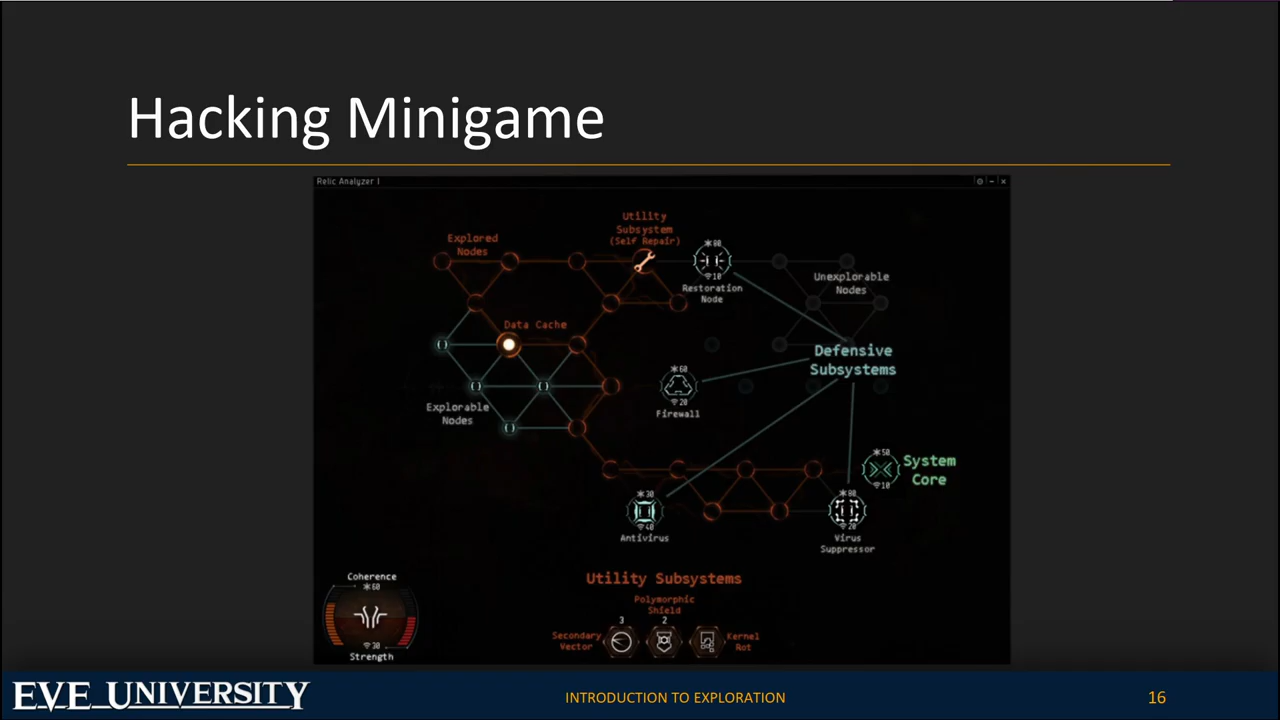 Hacking Minigame
Relic Analyzer I
Utility
Subsystem
(Self Repair)
Explored
Nodes
80
10
Restoration
Node
Unexplorable
Nodes
Data Cache
Defensive
Subsystems
60
20
Firewall
Explorable
Nodes
50
10
System
Core
30
40
Antivirus
80
20
Virus
Suppressor
Coherence
60
30
Strength
Utility Subsystems
Polymorphic
Shield
3
2
Secondary
Vector
Kernel
Rot
EVE UNIVERSITY
INTRODUCTION TO EXPLORATION
16